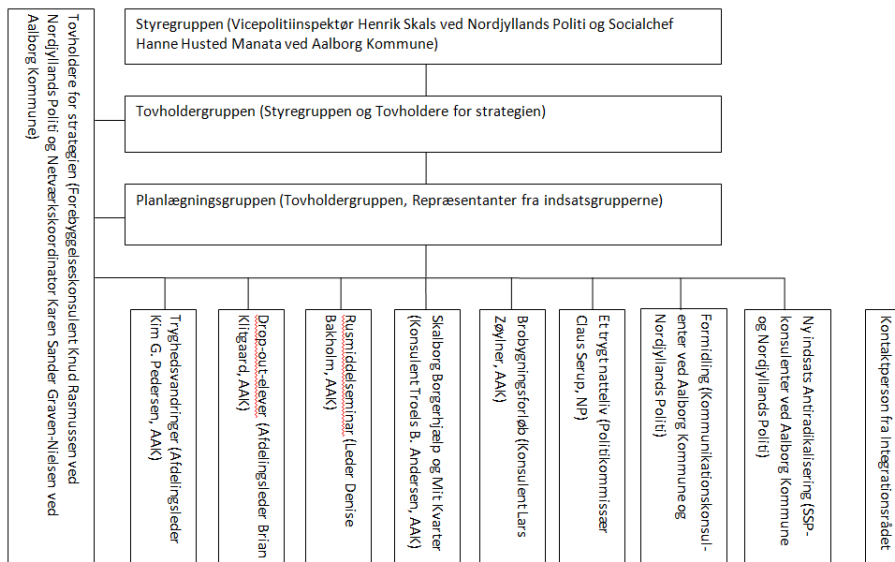 Tovholdere for strategien (Forebyggelseskonsulent Knud Rasmussen ved
Nordjyllands Politi og Netværkskoordinator Karen Sander Graven-Nielsen ved
Aalborg Kommune)
Styregruppen (Vicepolitiinspektør Henrik Skals ved Nordjyllands Politi og Socialchef
Hanne Husted Manata ved Aalborg Kommune)
Tovholdergruppen (Styregruppen og Tovholdere for strategien)
Planlægningsgruppen (Tovholdergruppen, Repræsentanter fra indsatsgrupperne)
Tryghedsvandringer (Afdelingsleder
Kim G. Pedersen, AAK)
Drop-out-elever (Afdelingsleder Brian
Klitgaard, AAK)
Rusmiddelseminar (Leder Denise
Bakholm, AAK)
Skalborg Borgerhjælp og Mit Kvarter
(Konsulent Troels B. Andersen, AAK)
Brobygningsforløb (Konsulent Lars
Zøylner, AAK)
Et trygt natteliv (Politikommissær
Claus Serup, NP)
Formidling (Kommunikationskonsul-
enter ved Aalborg Kommune og
Nordjyllands Politi)
Ny indsats Antiradikalisering (SSP-
konsulenter ved Aalborg Kommune
og Nordjyllands Politi)
Kontaktperson fra Integrationsrådet